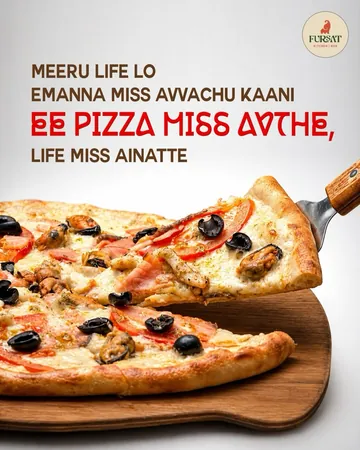 FURSAT
MEERU LIFE LO
EMANNA MISS AVVACHU KAANI
EE PIZZA MISS AVTHE,
LIFE MISS AINATTE